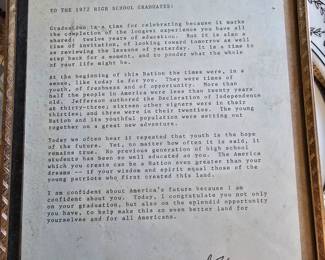 TO THE 1972 HIGH SCHOOL GRADUATES:
Graduation is a time for celebrating because it marks
the completion of the longest experience you have all
shared: twelve years of education. But it is also a
time of invitation, of looking toward tomorrow as well
as reviewing the lessons of yesterday. It is a time to
step back for a moment, and to ponder what the whole
of your life might be.
At the beginning of this Nation the times were, in a
sense, like today is for you. They were times of
youth, of freshness and of opportunity. More than
half the people in America were less than twenty years
old. Jefferson authored the Declaration of Independence
at thirty-three; sixteen other signers were in their
thirties; and three were in their twenties. The young
Nation and its youthful population were setting out
together on a great new adventure.
Today we often hear it repeated that youth is the hope
of the future. Yet, no matter how often it is said, it
remains true. No previous generation of high school
students has been so well educated as you. The America
which you create can be a Nation even greater than your
dreams -- if your wisdom and spirit equal those of the
young patriots who first created this land.
I am confident about America's future because I am
confident about you. Today, I congratulate you not only
on your graduation, but also on the splendid opportunity
you have, to help make this an even better land for
yourselves and for all Americans.